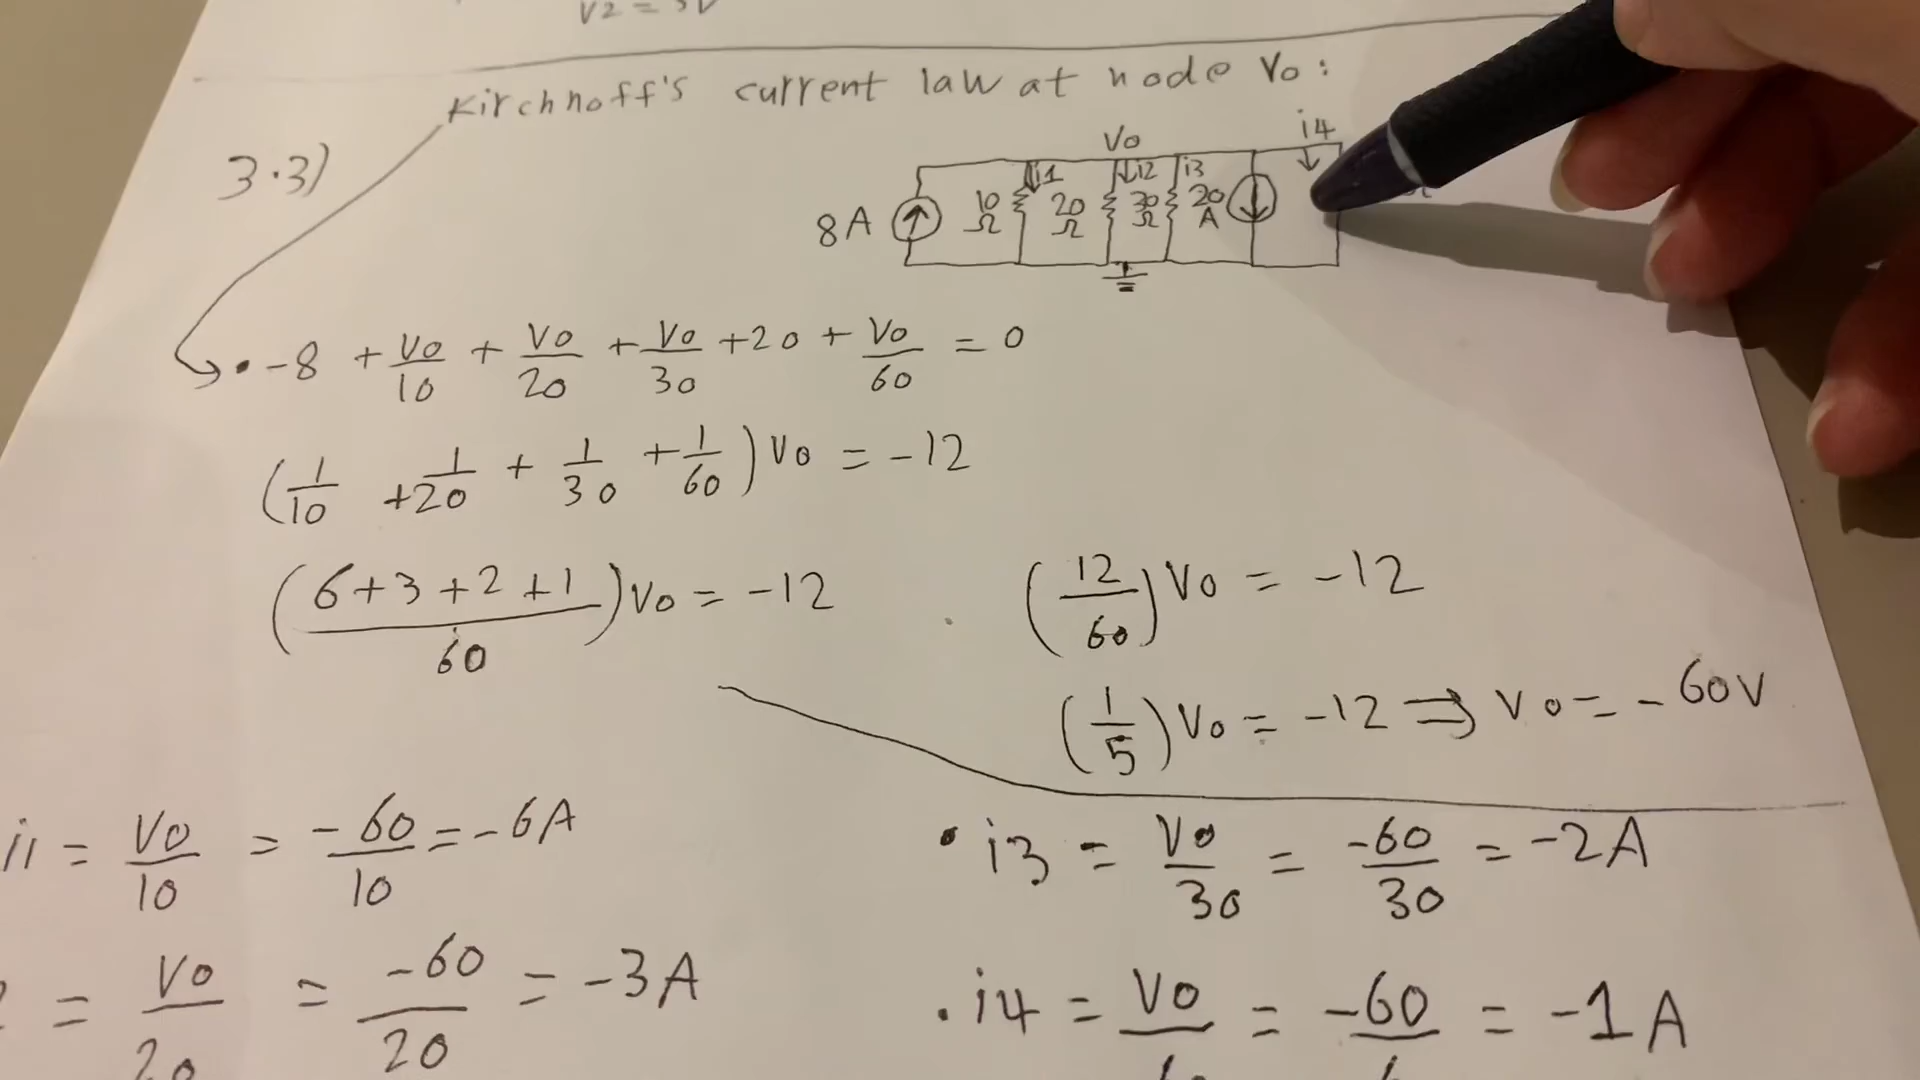 V2 = 3V
Kirchhoff's current law at node Vo:
3.3)
Vo
i4
i1 i2 i3
8A 10 Ω 20 Ω 30 Ω 20 A
• -8 + Vo/10 + Vo/20 + Vo/30 + 20 + Vo/60 = 0
(1/10 + 1/20 + 1/30 + 1/60) Vo = -12
((6+3+2+1)/60) Vo = -12
(12/60) Vo = -12
(1/5) Vo = -12 ⇒ Vo = -60V
i1 = Vo/10 = -60/10 = -6A
= Vo/20 = -60/20 = -3A
• i3 = Vo/30 = -60/30 = -2A
• i4 = Vo = -60 = -1A